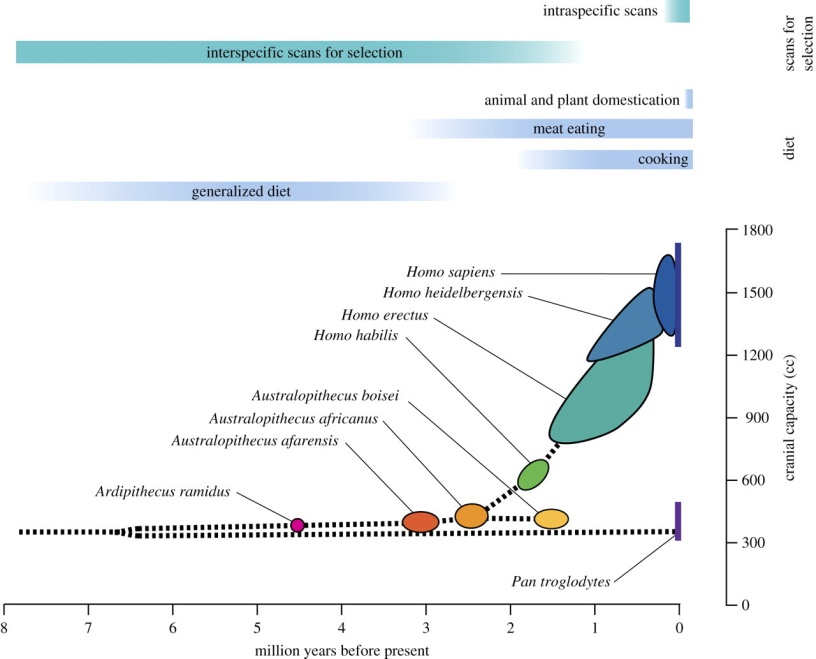 intraspecific scans
interspecific scans for selection
scans for
selection
animal and plant domestication
meat eating
diet
cooking
generalized diet
1800
Homo sapiens
1500
Homo heidelbergensis
Homo erectus
Homo habilis
1200
cranial capacity (cc)
Australopithecus boisei
Australopithecus africanus
900
Australopithecus afarensis
600
Ardipithecus ramidus
300
Pan troglodytes
0
8 7 6 5 4 3 2 1 0
million years before present